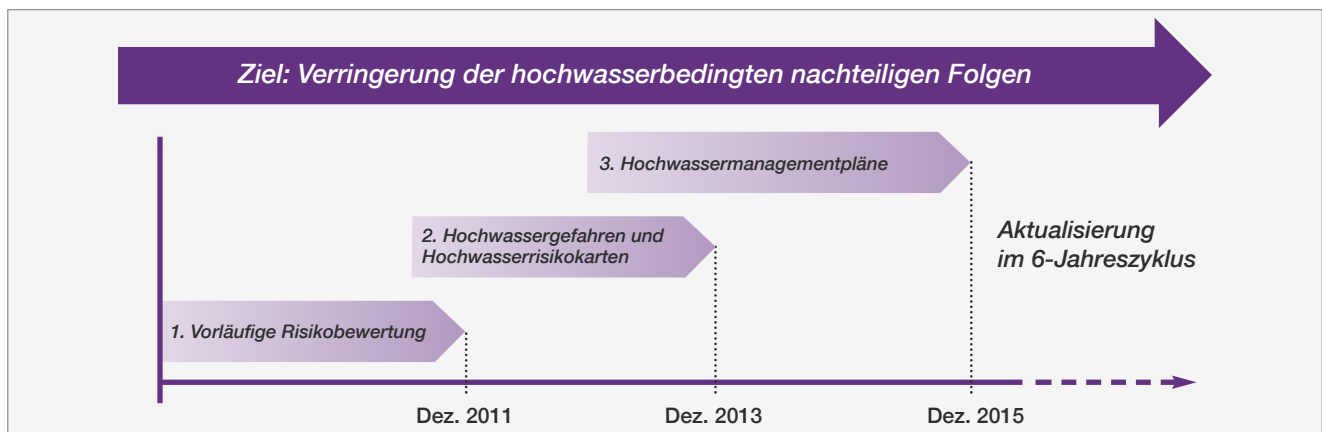 Ziel: Verringerung der hochwasserbedingten nachteiligen Folgen
3. Hochwassermanagementpläne
2. Hochwassergefahren und
Hochwasserrisikokarten
Aktualisierung
im 6-Jahreszyklus
1. Vorläufige Risikobewertung
Dez. 2011
Dez. 2013
Dez. 2015